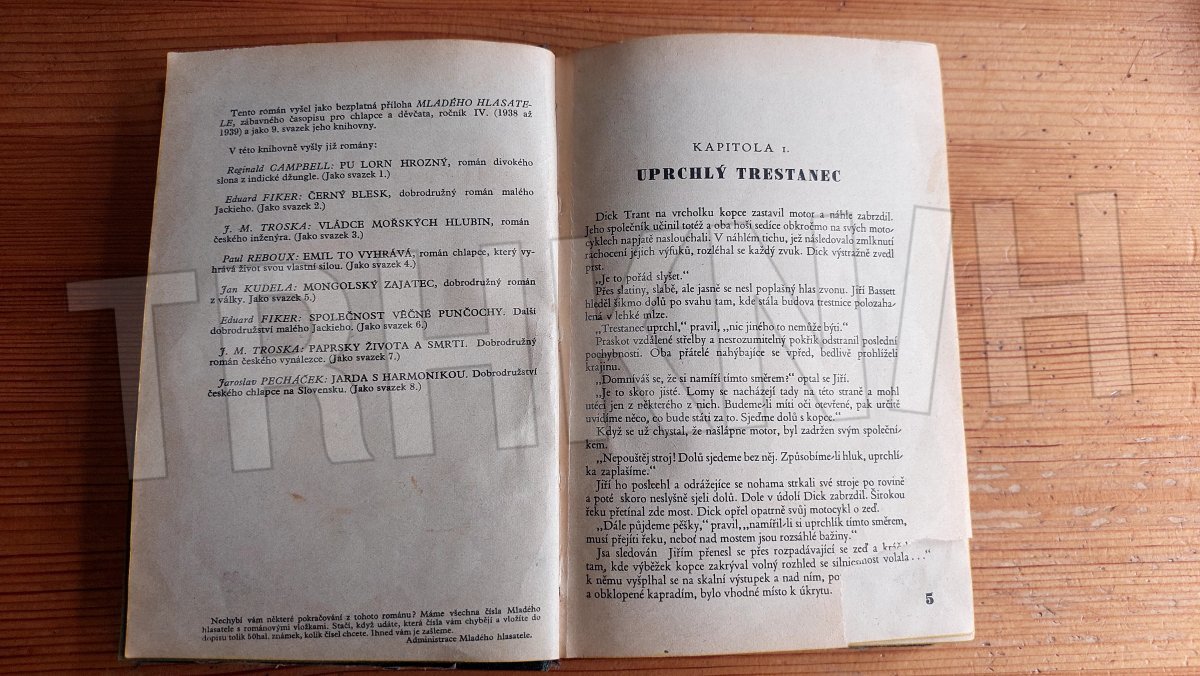 Tento román vyšel jako bezplatná příloha MLADÉHO HLASATE-
LE, zábavného časopisu pro chlapce a děvčata, ročník IV. (1938 až
1939) a jako 9. svazek jeho knihovny.
V této knihovně vyšly již romány:
Reginald CAMPBELL: PU LORN HROZNÝ, román divokého
slona z indické džungle. (Jako svazek 1.)
Eduard FIKER: ČERNÝ BLESK, dobrodružný román malého
Jackieho. (Jako svazek 2.)
J. M. TROSKA: VLÁDCE MOŘSKÝCH HLUBIN, román
českého inženýra. (Jako svazek 3.)
Paul REBOUX: EMIL TO VYHRÁVÁ, román chlapce, který vy-
hrává život svou vlastní silou. (Jako svazek 4.)
Jan KUDELA: MONGOLSKÝ ZAJATEC, dobrodružný román
z války. Jako svazek 5.)
Eduard FIKER: SPOLEČNOST VĚČNÉ PUNČOCHY. Další
dobrodružství malého Jackieho. (Jako svazek 6.)
J. M. TROSKA: PAPRSKY ŽIVOTA A SMRTI. Dobrodružný
román českého vynálezce. (Jako svazek 7.)
Jaroslav PECHÁČEK: JARDA S HARMONIKOU. Dobrodružství
českého chlapce na Slovensku. (Jako svazek 8.)
Nechybí vám některé pokračování z tohoto románu? Máme všechna čísla Mladého
hlasatele s románovými vložkami. Stačí, když udáte, která čísla vám chybějí a vložíte do
dopisu tolik 50hal. známek, kolik čísel chcete. Ihned vám je zašleme.
Administrace Mladého hlasatele.
KAPITOLA 1.
UPRCHLÝ TRESTANEC
Dick Trant na vrcholku kopce zastavil motor a náhle zabrzdil.
Jeho společník učinil totéž a oba hoši sedíce obkročmo na svých moto-
cyklech napjatě naslouchali. V náhlém tichu, jež následovalo zmlknutí
ráchocení jejich výfuků, rozléhal se každý zvuk. Dick výstražně zvedl
prst.
„Je to pořád slyšet."
Přes slatiny, slabě, ale jasně se nesl poplašný hlas zvonu. Jiří Bassett
hleděl šikmo dolů po svahu tam, kde stála budova trestnice polozaha-
lená v lehké mlze.
„Trestanec uprchl," pravil, „nic jiného to nemůže býti."
Praskot vzdálené střelby a nesrozumitelný pokřik odstranil poslední
pochybnosti. Oba přátelé nahýbajíce se vpřed, bedlivě prohlíželi
krajinu.
„Domníváš se, že si namíří tímto směrem?" optal se Jiří.
„Je to skoro jisté. Lomy se nacházejí tady na této straně a mohl
utéci jen z některého z nich. Budeme-li míti oči otevřené, pak určitě
uvidíme něco, co bude státi za to. Sjeďme dolů s kopce."
Když se už chystal, že našlápne motor, byl zadržen svým společní-
kem.
„Nepouštěj stroj! Dolů sjedeme bez něj. Způsobíme-li hluk, uprchlí-
ka zaplašíme."
Jiří ho poslechl a odrážejíce se nohama strkali své stroje po rovině
a poté skoro neslyšně sjeli dolů. Dole v údolí Dick zabrzdil. Širokou
řeku přetínal zde most. Dick opřel opatrně svůj motocykl o zeď.
„Dále půjdeme pěšky," pravil, „namířil-li si uprchlík tímto směrem,
musí přejíti řeku, neboť nad mostem jsou rozsáhlé bažiny."
Jsa sledován Jiřím přenesl se přes rozpadávající se zeď a
tam, kde výběžek kopce zakrýval volný rozhled se silnice
volala . . ."
k němu vyšplhal se na skalní výstupek a nad ním, po
a obklopené kapradím, bylo vhodné místo k úkrytu.
5
TRHKNIH